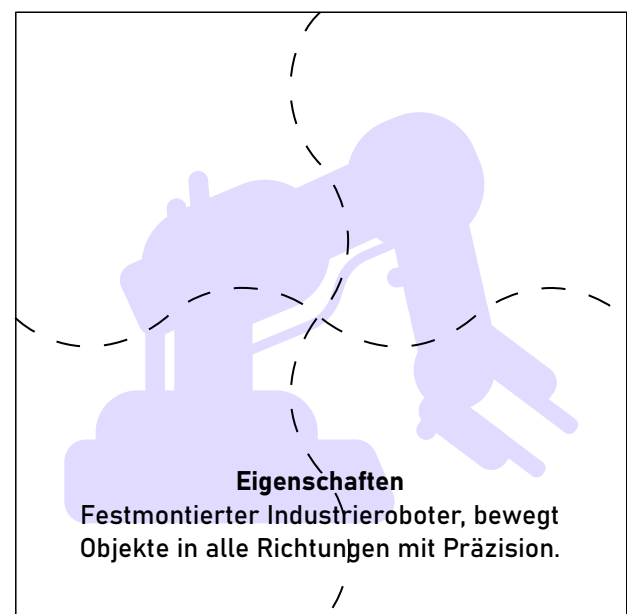 Eigenschaften
Festmontierter Industrieroboter, bewegt
Objekte in alle Richtungen mit Präzision.